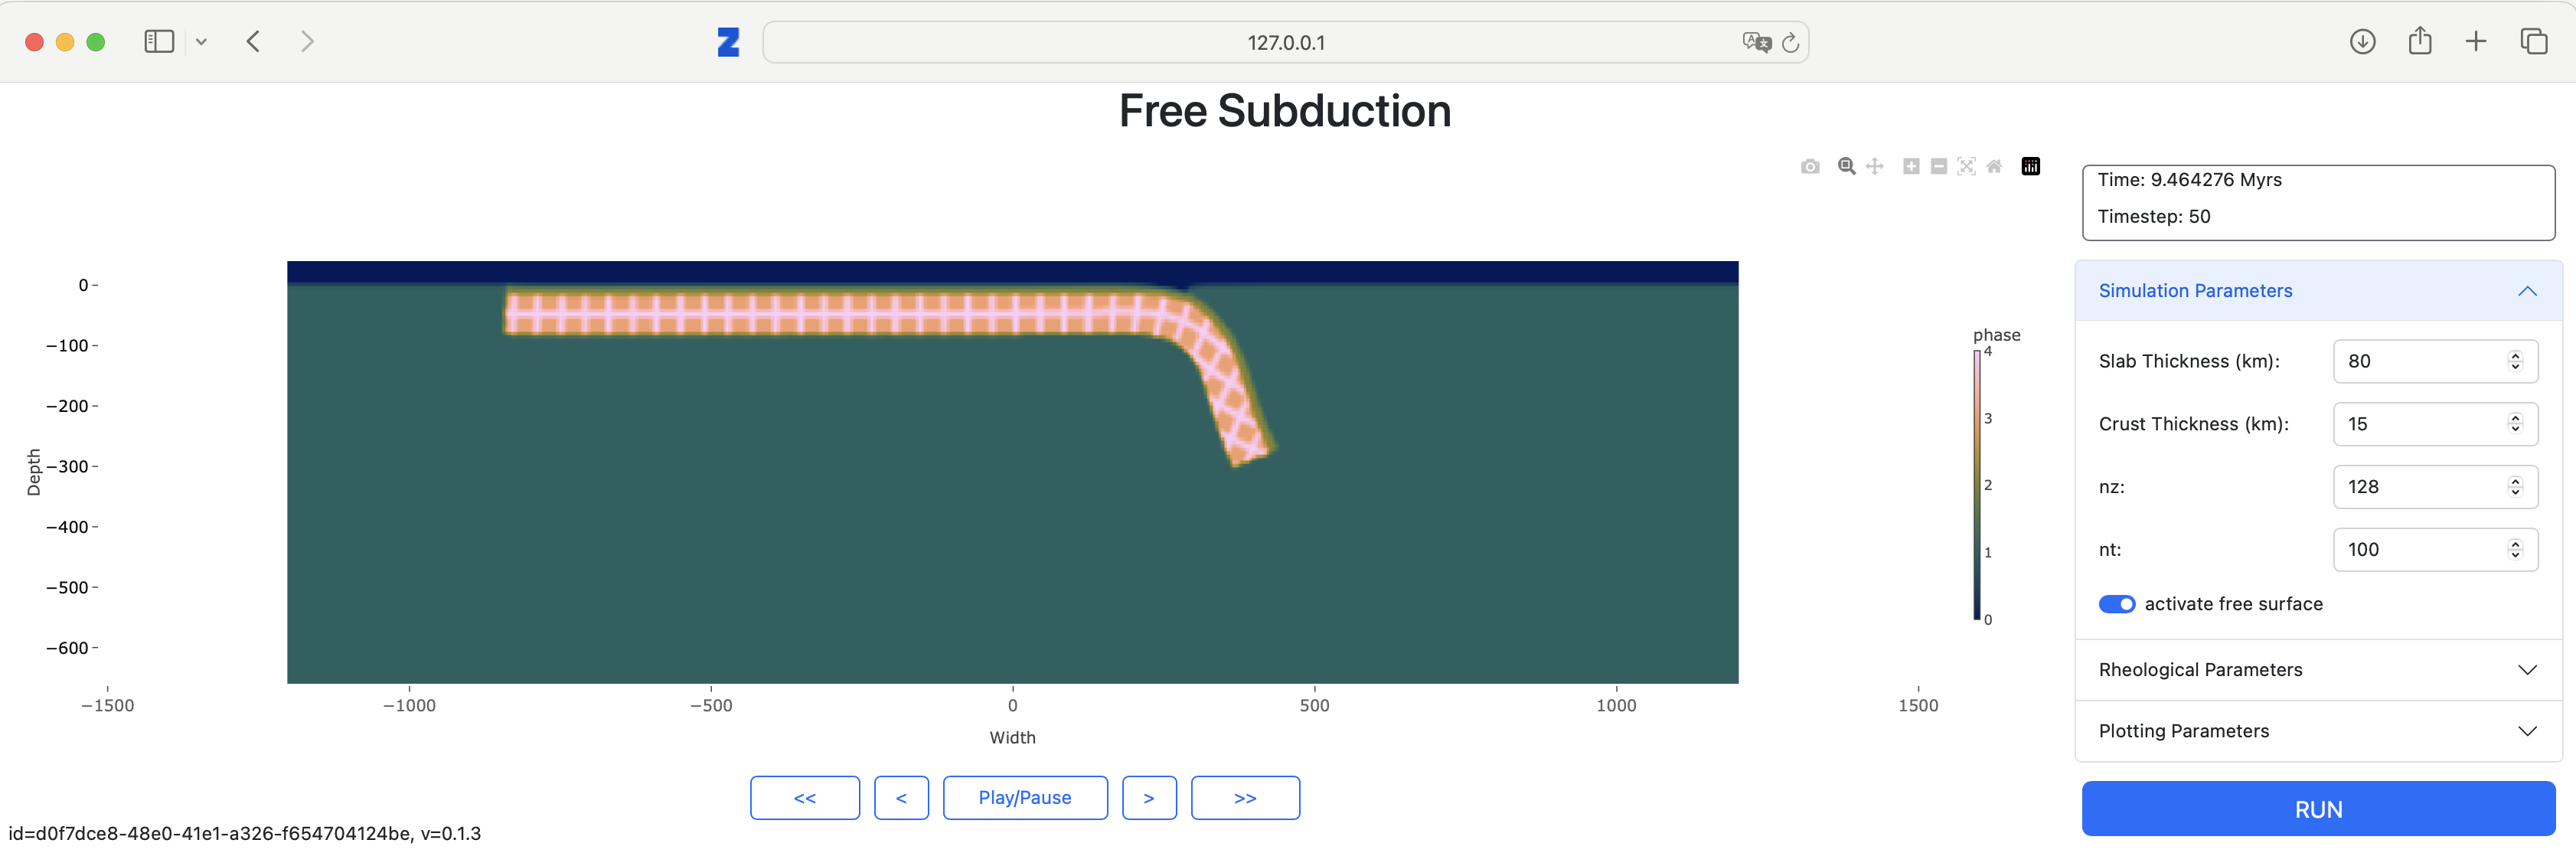 127.0.0.1
Free Subduction
Time: 9.464276 Myrs
Timestep: 50
Simulation Parameters
Slab Thickness (km): 80
Crust Thickness (km): 15
nz: 128
nt: 100
activate free surface
Rheological Parameters
Plotting Parameters
RUN
phase
4
3
2
1
0
Depth
0
−100
−200
−300
−400
−500
−600
−1500 −1000 −500 0 500 1000 1500
Width
<< < Play/Pause > >>
id=d0f7dce8-48e0-41e1-a326-f654704124be, v=0.1.3